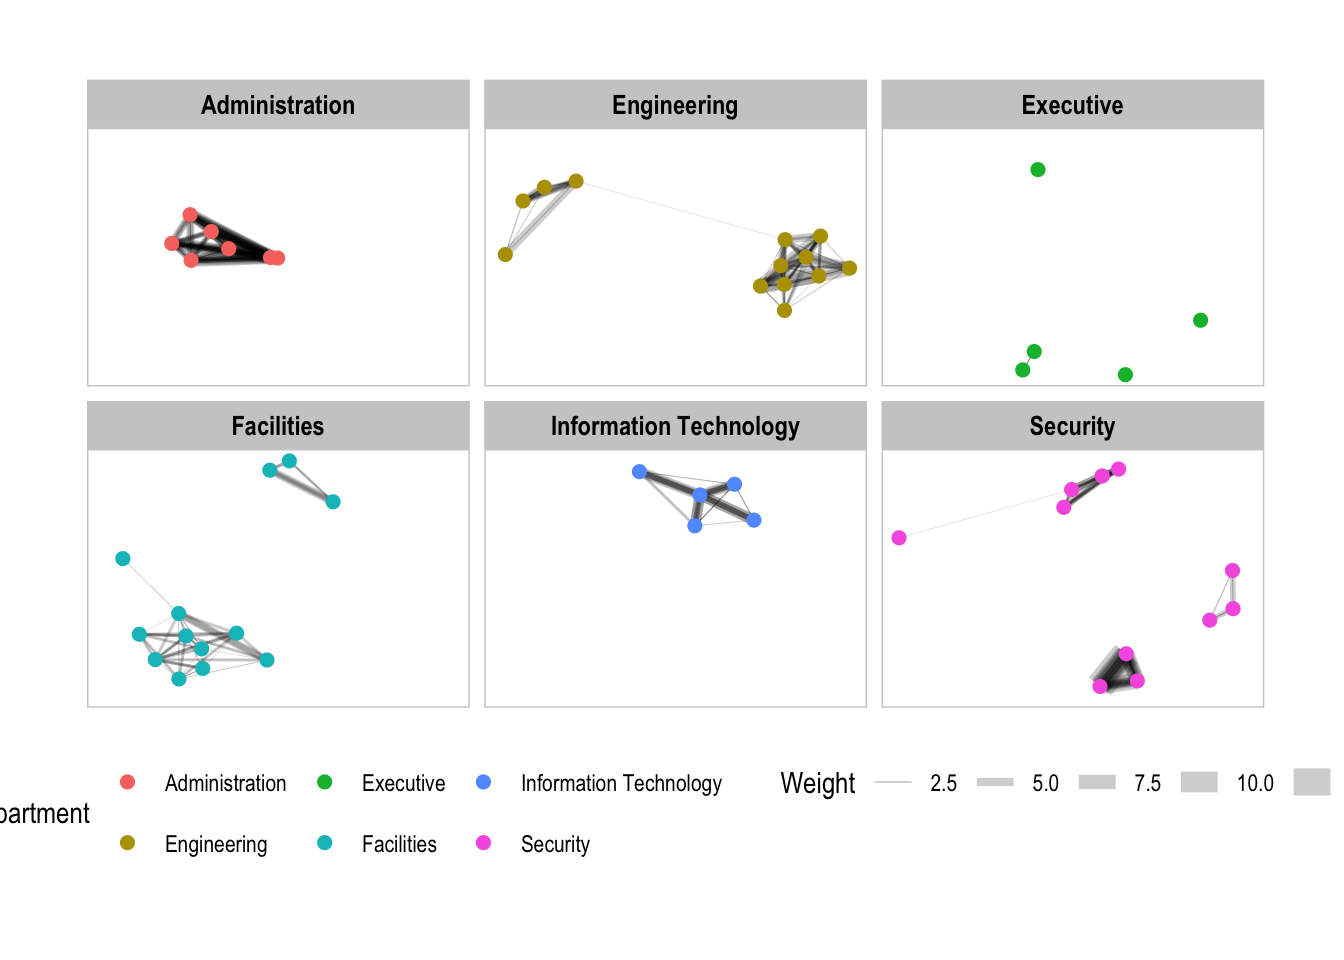 Administration Engineering Executive
Facilities Information Technology Security
Administration Executive Information Technology Weight 2.5 5.0 7.5 10.0
partment
Engineering Facilities Security